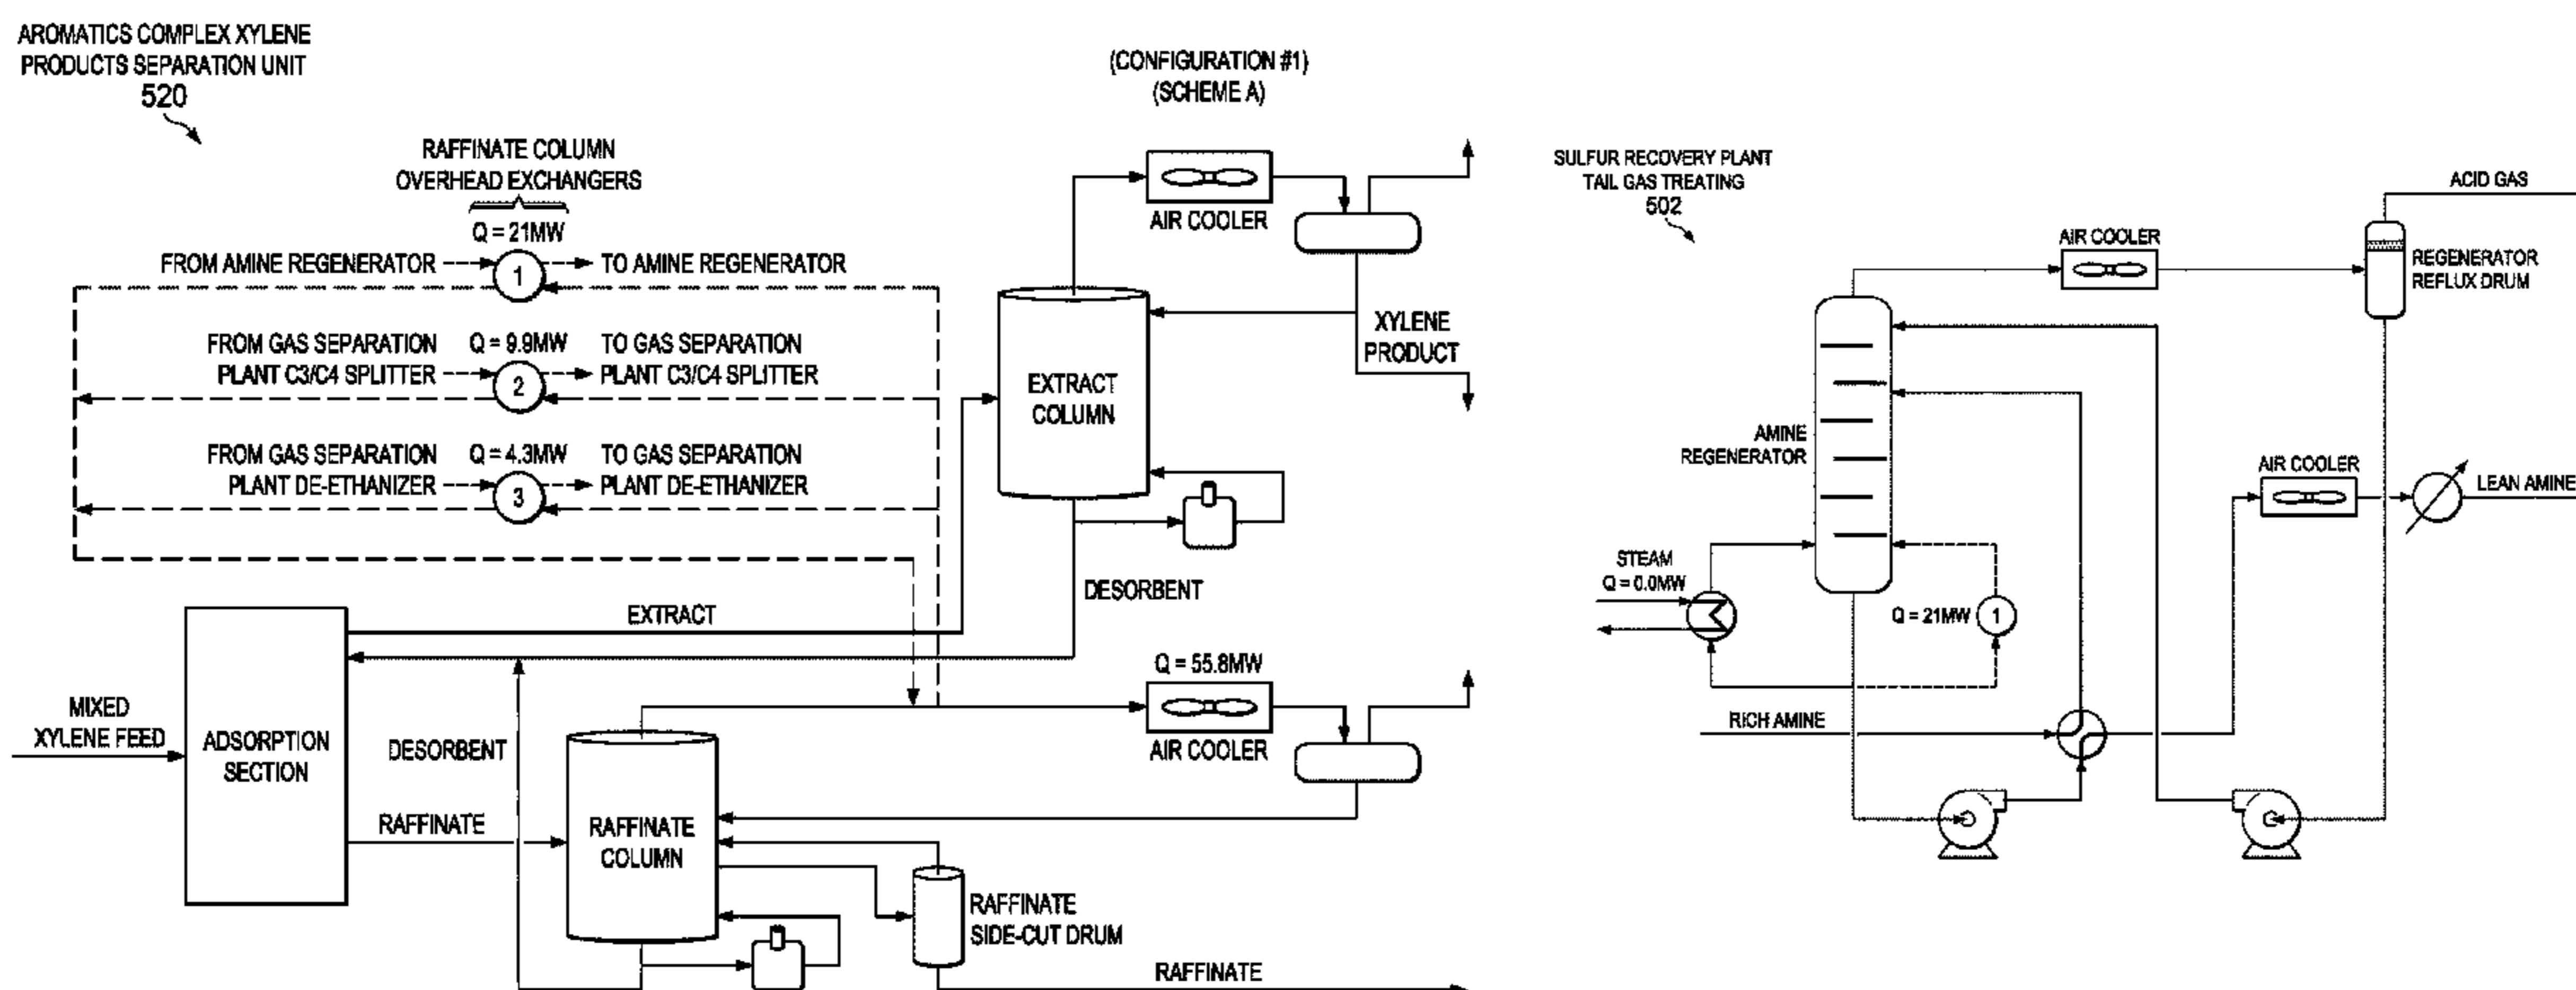 AROMATICS COMPLEX XYLENE
PRODUCTS SEPARATION UNIT
520
(CONFIGURATION #1)
(SCHEME A)
RAFFINATE COLUMN
OVERHEAD EXCHANGERS
Q = 21MW
FROM AMINE REGENERATOR
1
TO AMINE REGENERATOR
FROM GAS SEPARATION
PLANT C3/C4 SPLITTER
Q = 9.9MW
2
TO GAS SEPARATION
PLANT C3/C4 SPLITTER
FROM GAS SEPARATION
PLANT DE-ETHANIZER
Q = 4.3MW
3
TO GAS SEPARATION
PLANT DE-ETHANIZER
AIR COOLER
XYLENE
PRODUCT
EXTRACT
COLUMN
DESORBENT
EXTRACT
MIXED
XYLENE FEED
ADSORPTION
SECTION
DESORBENT
RAFFINATE
Q = 55.8MW
AIR COOLER
RAFFINATE
COLUMN
RAFFINATE
SIDE-CUT DRUM
RAFFINATE
SULFUR RECOVERY PLANT
TAIL GAS TREATING
502
ACID GAS
AIR COOLER
REGENERATOR
REFLUX DRUM
AMINE
REGENERATOR
AIR COOLER
LEAN AMINE
STEAM
Q = 0.0MW
Q = 21MW
1
RICH AMINE